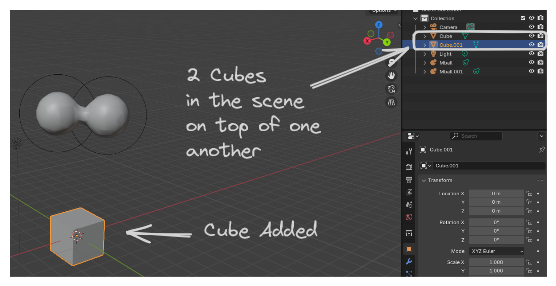 Options
Collection
Camera
Cube
Cube.001
Light
Mball
Mball.001
2 Cubes
in the scene
on top of one
another
Cube Added
Search
Cube.001
Cube.001
Transform
Location X 0 m
Y 0 m
Z 0 m
Rotation X 0°
Y 0°
Z 0°
Mode XYZ Euler
Scale X 1.000
Y 1.000